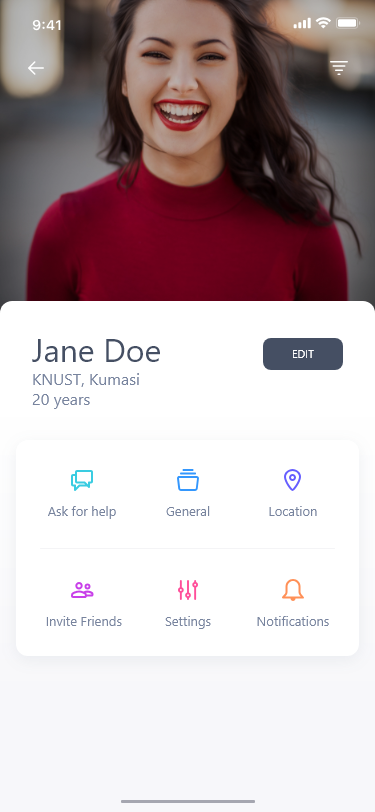 9:41
Jane Doe
EDIT
KNUST, Kumasi
20 years
Ask for help
General
Location
Invite Friends
Settings
Notifications